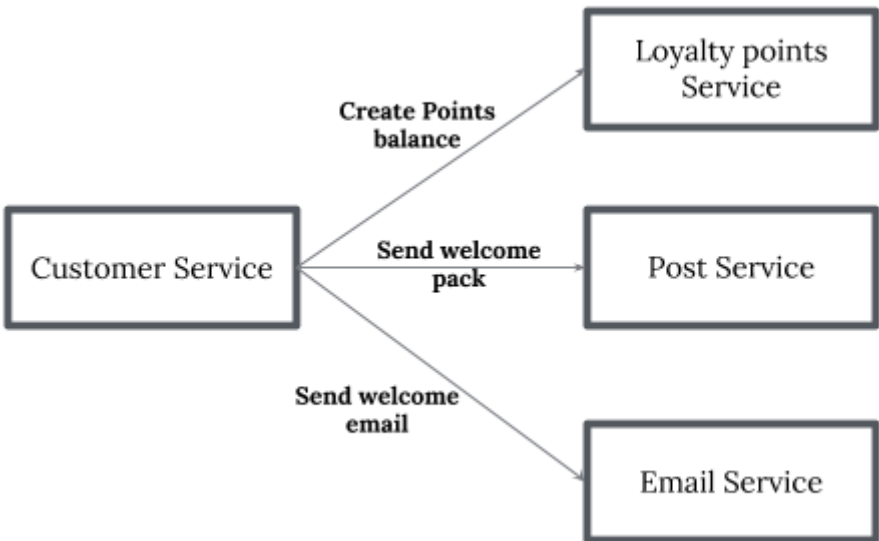 Loyalty points
Service
Create Points
balance
Customer Service
Send welcome
pack
Post Service
Send welcome
email
Email Service